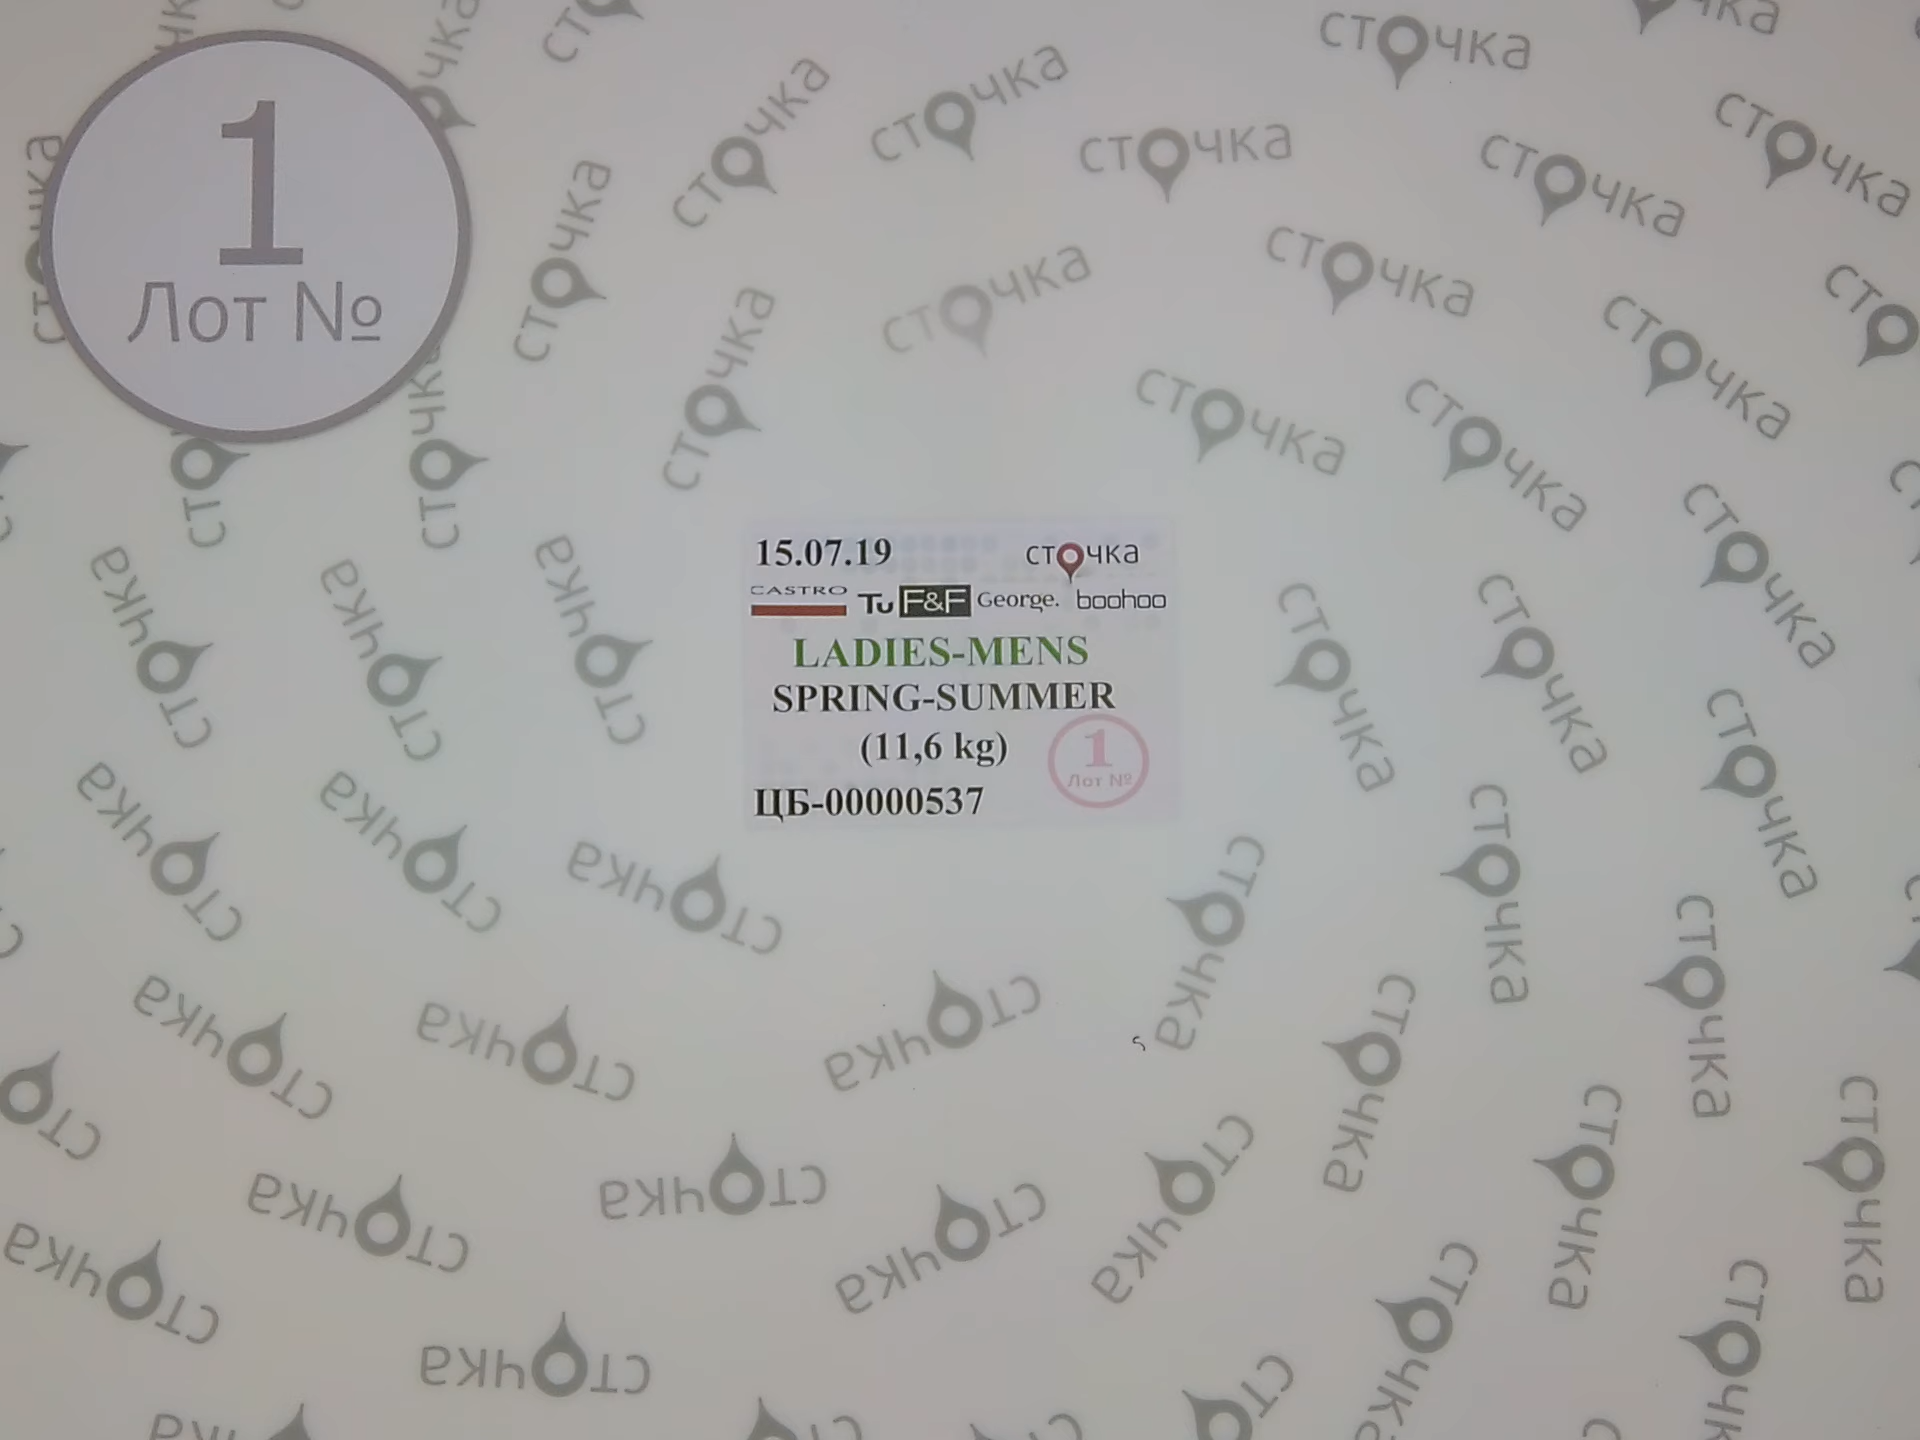 1
Лот №
15.07.19 сточка
CASTRO Tu F&F George. boohoo
LADIES-MENS
SPRING-SUMMER
(11,6 kg)
1
Лот №
ЦБ-00000537
сточка